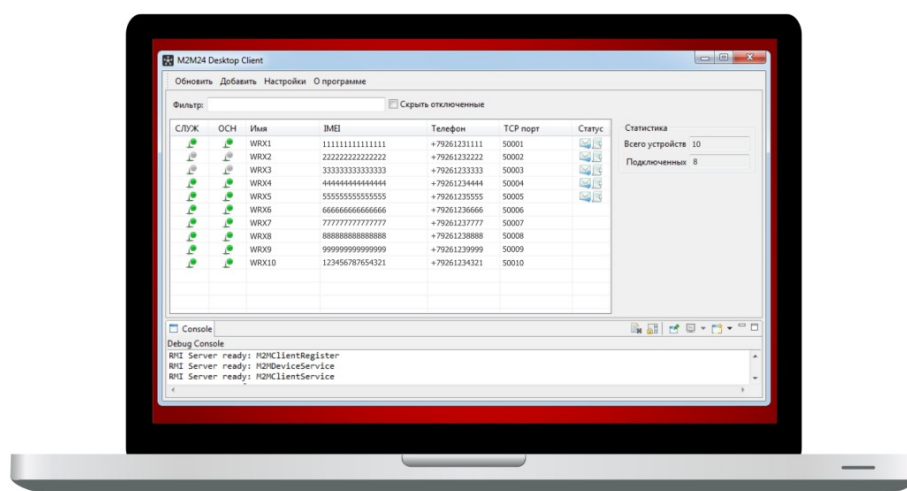 M2M24 Desktop Client
Обновить Добавить Настройки О программе
Фильтр: Скрыть отключенные
СЛУЖ ОСН Имя IMEI Телефон TCP порт Статус
WRX1 111111111111111 +79261231111 50001
WRX2 222222222222222 +79261232222 50002
WRX3 333333333333333 +79261233333 50003
WRX4 444444444444444 +79261234444 50004
WRX5 555555555555555 +79261235555 50005
WRX6 666666666666666 +79261236666 50006
WRX7 777777777777777 +79261237777 50007
WRX8 888888888888888 +79261238888 50008
WRX9 999999999999999 +79261239999 50009
WRX10 123456787654321 +79261234321 50010
Статистика
Всего устройств 10
Подключенных 8
Console
Debug Console
RMI Server ready: M2MClientRegister
RMI Server ready: M2MDeviceService
RMI Server ready: M2MClientService